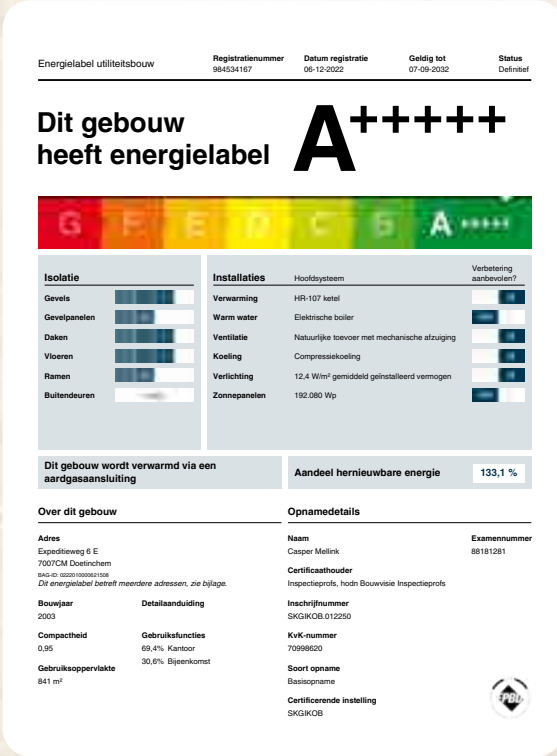 Energielabel utiliteitsbouw
Registratienummer Datum registratie Geldig tot Status
984534167 06-12-2022 07-09-2032 Definitief
Dit gebouw
heeft energielabel A+++++
G F E D C B A +++++
Isolatie
Gevels
Gevelpanelen
Daken
Vloeren
Ramen
Buitendeuren
Installaties Hoofdsysteem Verbetering
aanbevolen?
Verwarming HR-107 ketel
Warm water Elektrische boiler
Ventilatie Natuurlijke toevoer met mechanische afzuiging
Koeling Compressiekoeling
Verlichting 12,4 W/m² gemiddeld geïnstalleerd vermogen
Zonnepanelen 192.080 Wp
Dit gebouw wordt verwarmd via een
aardgasaansluiting
Aandeel hernieuwbare energie 133,1 %
Over dit gebouw
Adres
Expeditieweg 6 E
7007CM Doetinchem
BAG-ID: 0222010000621508
Dit energielabel betreft meerdere adressen, zie bijlage.
Bouwjaar Detailaanduiding
2003
Compactheid Gebruiksfuncties
0,95 69,4% Kantoor
30,6% Bijeenkomst
Gebruiksoppervlakte
841 m²
Opnamedetails
Naam Examennummer
Casper Mellink 88181281
Certificaathouder
Inspectieprofs, hodn Bouwvisie Inspectieprofs
Inschrijfnummer
SKGIKOB.012250
KvK-nummer
70998620
Soort opname
Basisopname
Certificerende instelling
SKGIKOB
EPBD